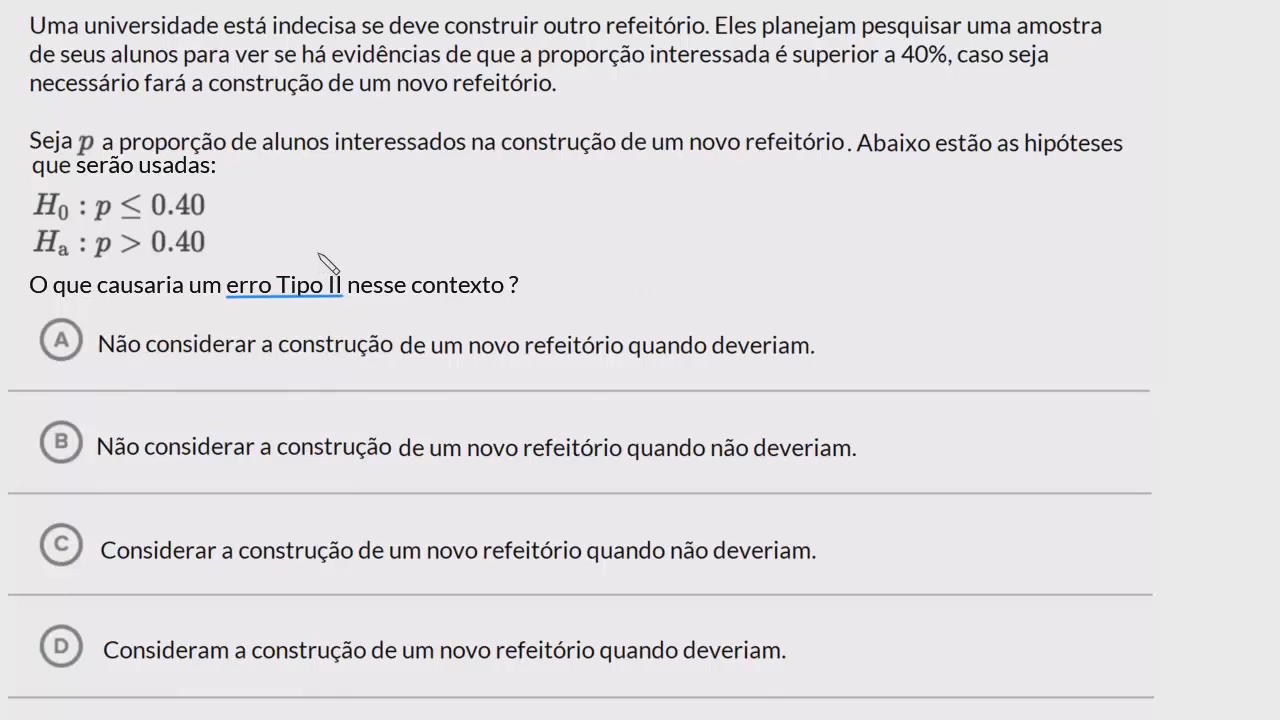 Uma universidade está indecisa se deve construir outro refeitório. Eles planejam pesquisar uma amostra
de seus alunos para ver se há evidências de que a proporção interessada é superior a 40%, caso seja
necessário fará a construção de um novo refeitório.
Seja p a proporção de alunos interessados na construção de um novo refeitório. Abaixo estão as hipóteses
que serão usadas:
H₀ : p ≤ 0.40
Hₐ : p > 0.40
O que causaria um erro Tipo II nesse contexto ?
A Não considerar a construção de um novo refeitório quando deveriam.
B Não considerar a construção de um novo refeitório quando não deveriam.
C Considerar a construção de um novo refeitório quando não deveriam.
D Consideram a construção de um novo refeitório quando deveriam.